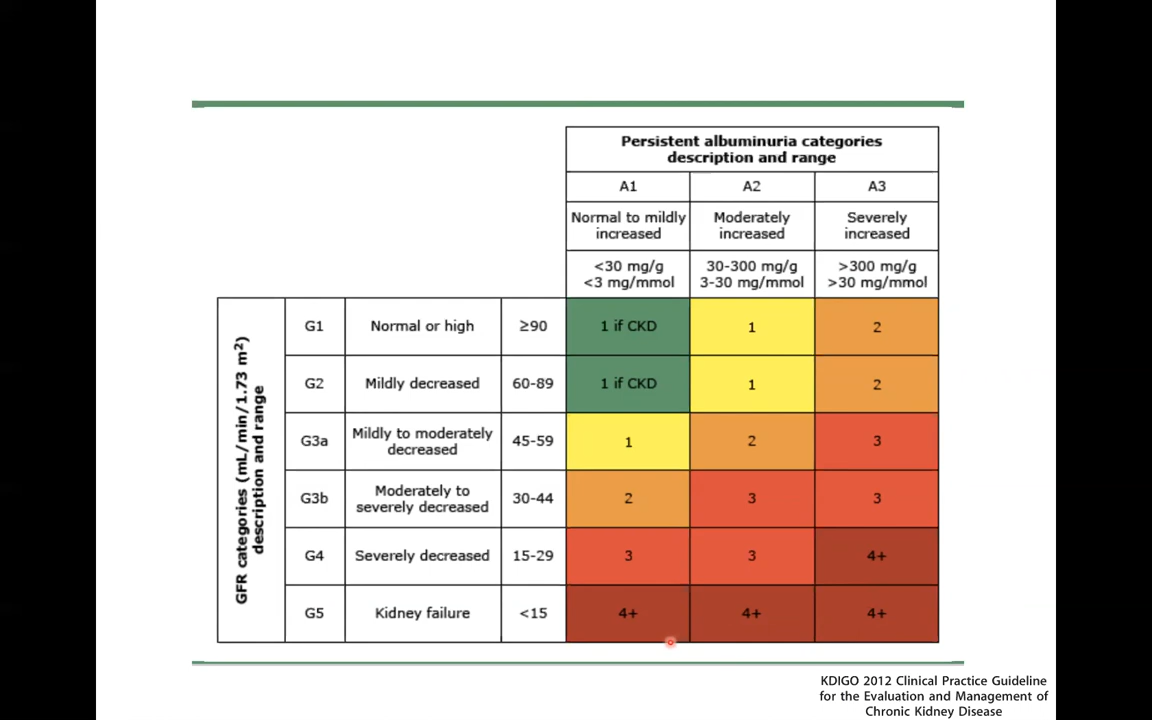 Persistent albuminuria categories
description and range
A1 A2 A3
Normal to mildly increased Moderately increased Severely increased
<30 mg/g <3 mg/mmol 30-300 mg/g 3-30 mg/mmol >300 mg/g >30 mg/mmol
GFR categories (mL/min/1.73 m²)
description and range
G1 Normal or high ≥90 1 if CKD 1 2
G2 Mildly decreased 60-89 1 if CKD 1 2
G3a Mildly to moderately decreased 45-59 1 2 3
G3b Moderately to severely decreased 30-44 2 3 3
G4 Severely decreased 15-29 3 3 4+
G5 Kidney failure <15 4+ 4+ 4+
KDIGO 2012 Clinical Practice Guideline
for the Evaluation and Management of
Chronic Kidney Disease